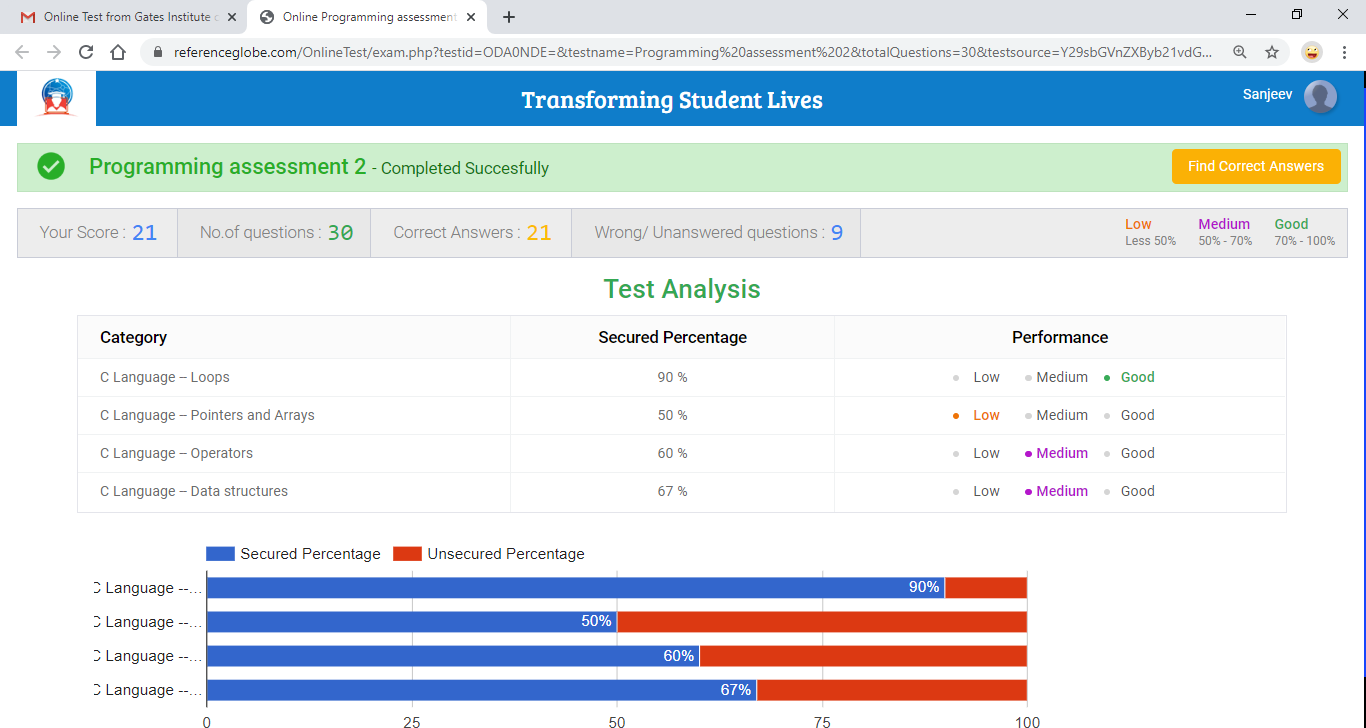 Online Test from Gates Institute
Online Programming assessment
referenceglobe.com/OnlineTest/exam.php?testid=ODA0NDE=&testname=Programming%20assessment%202&totalQuestions=30&testsource=Y29sbGVnZXByb21vdG...
Transforming Student Lives
Sanjeev
Programming assessment 2 - Completed Succesfully
Find Correct Answers
Your Score : 21
No.of questions : 30
Correct Answers : 21
Wrong/ Unanswered questions : 9
Low Medium Good
Less 50% 50% - 70% 70% - 100%
Test Analysis
Category Secured Percentage Performance
C Language -- Loops 90 % Low Medium Good
C Language -- Pointers and Arrays 50 % Low Medium Good
C Language -- Operators 60 % Low Medium Good
C Language -- Data structures 67 % Low Medium Good
Secured Percentage Unsecured Percentage
C Language --... 90%
C Language --... 50%
C Language --... 60%
C Language --... 67%
0 25 50 75 100